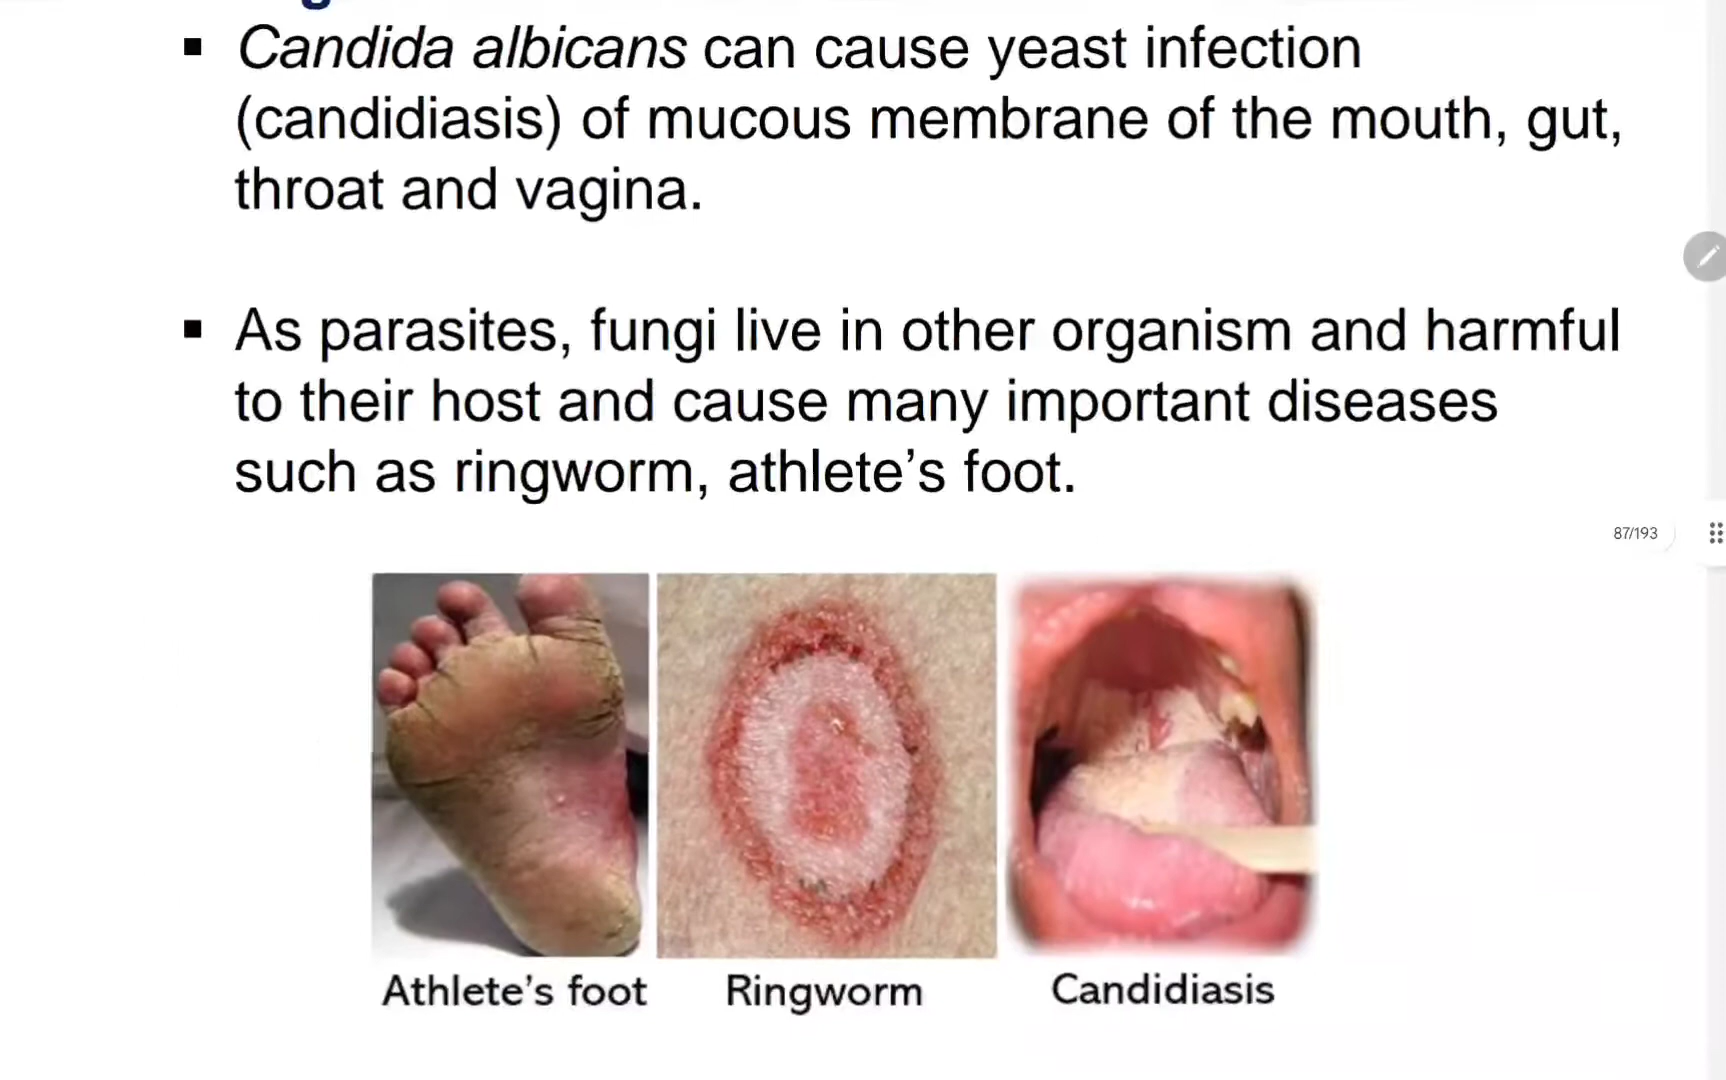 ▪ Candida albicans can cause yeast infection
(candidiasis) of mucous membrane of the mouth, gut,
throat and vagina.
▪ As parasites, fungi live in other organism and harmful
to their host and cause many important diseases
such as ringworm, athlete’s foot.
87/193
Athlete’s foot
Ringworm
Candidiasis